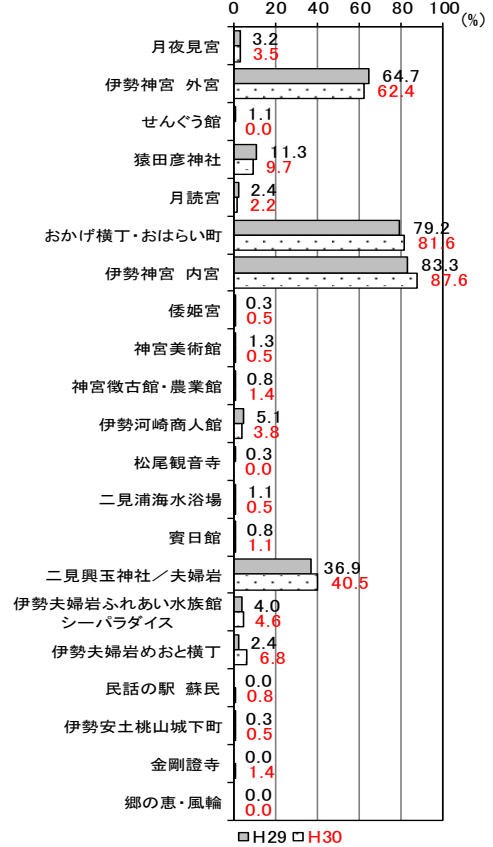 0 20 40 60 80 100
(%)
月夜見宮 3.2
3.5
伊勢神宮 外宮 64.7
62.4
せんぐう館 1.1
0.0
猿田彦神社 11.3
9.7
月読宮 2.4
2.2
おかげ横丁・おはらい町 79.2
81.6
伊勢神宮 内宮 83.3
87.6
倭姫宮 0.3
0.5
神宮美術館 1.3
0.5
神宮徴古館・農業館 0.8
1.4
伊勢河崎商人館 5.1
3.8
松尾観音寺 0.3
0.0
二見浦海水浴場 1.1
0.5
賓日館 0.8
1.1
二見興玉神社／夫婦岩 36.9
40.5
伊勢夫婦岩ふれあい水族館 4.0
シーパラダイス 4.6
伊勢夫婦岩めおと横丁 2.4
6.8
民話の駅 蘇民 0.0
0.8
伊勢安土桃山城下町 0.3
0.5
金剛證寺 0.0
1.4
郷の恵・風輪 0.0
0.0
H29 H30